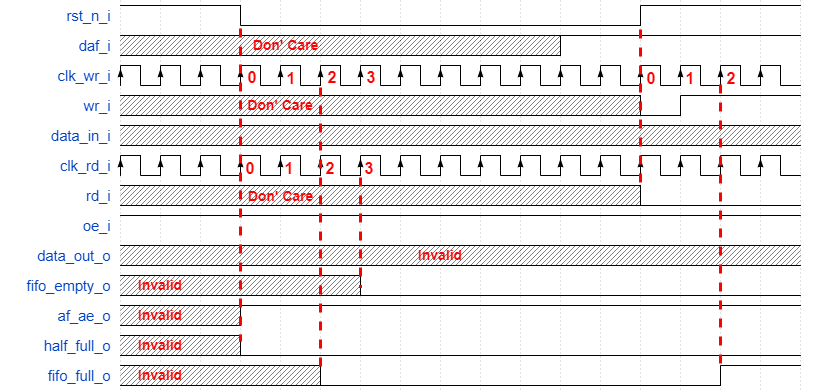 rst_n_i
daf_i Don' Care
clk_wr_i 0 1 2 3 0 1 2
wr_i Don' Care
data_in_i
clk_rd_i 0 1 2 3
rd_i Don' Care
oe_i
data_out_o Invalid
fifo_empty_o Invalid
af_ae_o Invalid
half_full_o Invalid
fifo_full_o Invalid